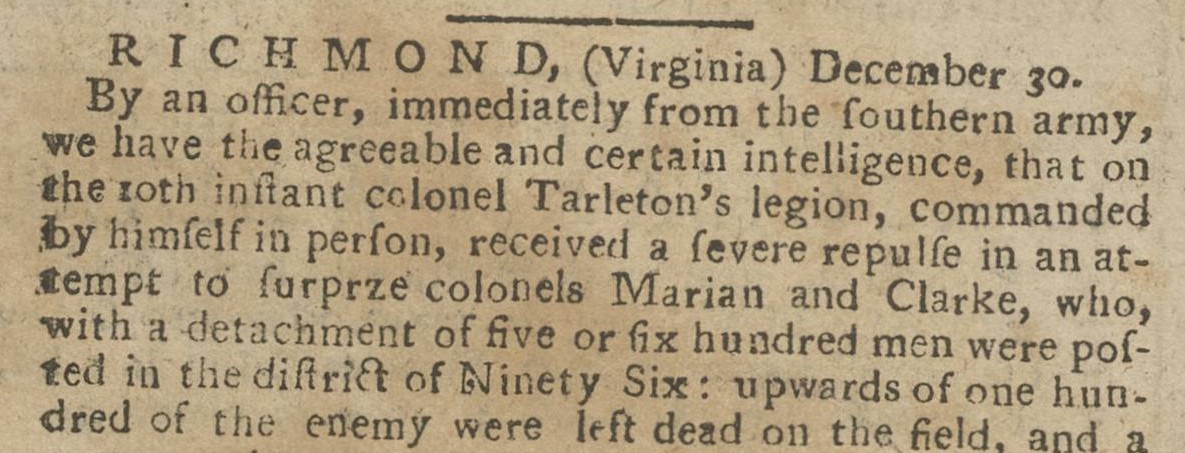 RICHMOND, (Virginia) December 30.
By an officer, immediately from the ſouthern army,
we have the agreeable and certain intelligence, that on
the 10th inſtant colonel Tarleton's legion, commanded
by himſelf in perſon, received a ſevere repulſe in an at-
tempt to ſurprze colonels Marian and Clarke, who,
with a detachment of five or ſix hundred men were poſ-
ted in the diſtrict of Ninety Six: upwards of one hun-
dred of the enemy were left dead on the field, and a